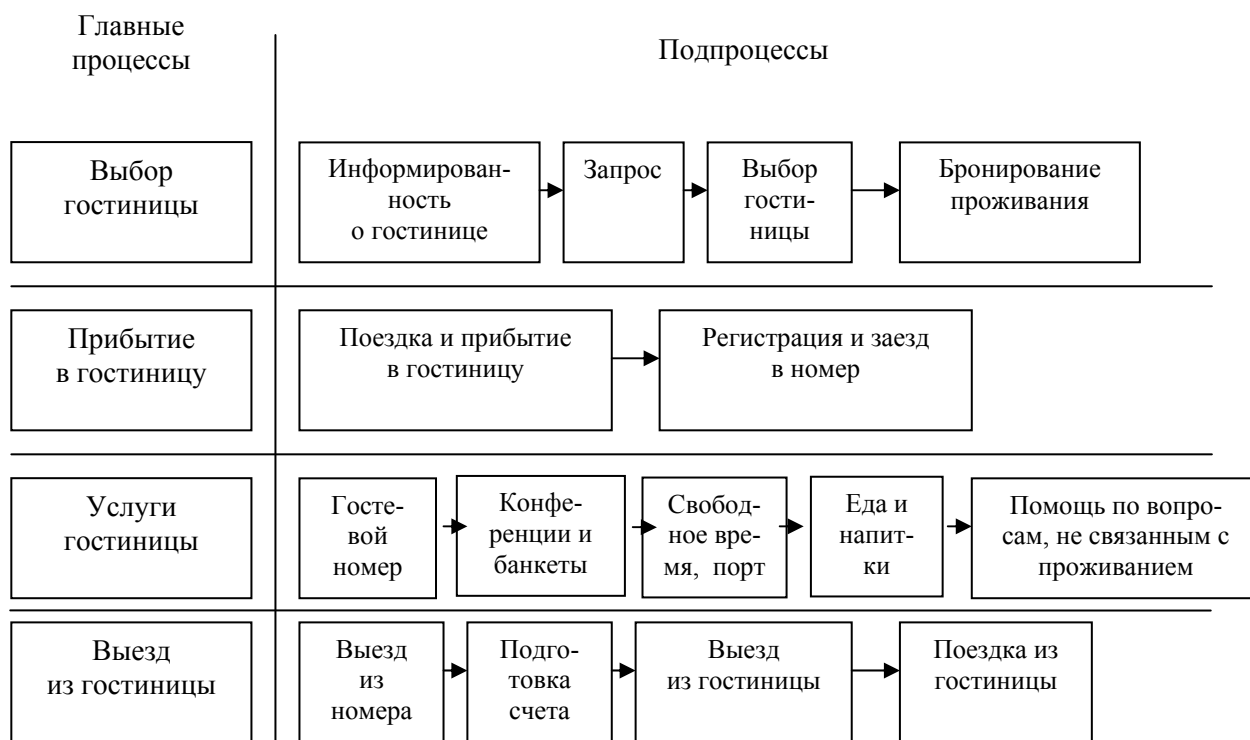 Главные
процессы
Подпроцессы
Выбор
гостиницы
Информирован-
ность
о гостинице
Запрос
Выбор
гости-
ницы
Бронирование
проживания
Прибытие
в гостиницу
Поездка и прибытие
в гостиницу
Регистрация и заезд
в номер
Услуги
гостиницы
Госте-
вой
номер
Конфе-
ренции и
банкеты
Свобод-
ное вре-
мя, порт
Еда и
напит-
ки
Помощь по вопро-
сам, не связанным с
проживанием
Выезд
из гостиницы
Выезд
из
номера
Подго-
товка
счета
Выезд
из гостиницы
Поездка из
гостиницы